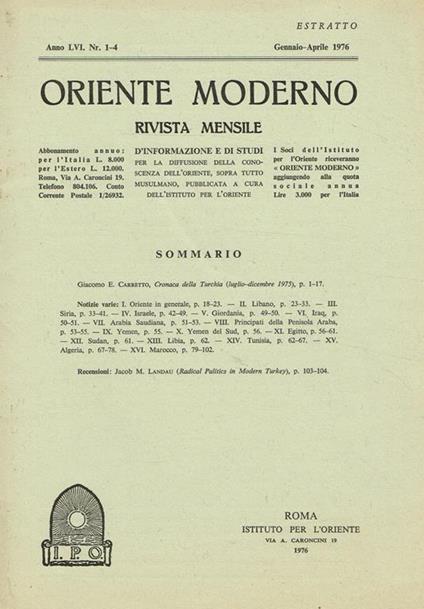 ESTRATTO
Anno LVI. Nr. 1-4
Gennaio-Aprile 1976
ORIENTE MODERNO
RIVISTA MENSILE
Abbonamento annuo:
per l'Italia L. 8.000
per l'Estero L. 12.000.
Roma, Via A. Caroncini 19.
Telefono 804.106. Conto
Corrente Postale 1/26932.
D'INFORMAZIONE E DI STUDI
PER LA DIFFUSIONE DELLA CONO-
SCENZA DELL'ORIENTE, SOPRA TUTTO
MUSULMANO, PUBBLICATA A CURA
DELL'ISTITUTO PER L'ORIENTE
I Soci dell'Istituto
per l'Oriente riceveranno
« ORIENTE MODERNO »
aggiungendo alla quota
sociale annua
Lire 3.000 per l'Italia
SOMMARIO
Giacomo E. CARRETTO, Cronaca della Turchia (luglio-dicembre 1975), p. 1-17.
Notizie varie: I. Oriente in generale, p. 18-23. — II. Libano, p. 23-33. — III.
Siria, p. 33-41. — IV. Israele, p. 42-49. — V. Giordania, p. 49-50. — VI. Iraq, p.
50-51. — VII. Arabia Saudiana, p. 51-53. — VIII. Principati della Penisola Araba,
p. 53-55. — IX. Yemen, p. 55. — X. Yemen del Sud, p. 56. — XI. Egitto, p. 56-61.
— XII. Sudan, p. 61. — XIII. Libia, p. 62. — XIV. Tunisia, p. 62-67. — XV.
Algeria, p. 67-78. — XVI. Marocco, p. 79-102.
Recensioni: Jacob M. LANDAU (Radical Politics in Modern Turkey), p. 103-104.
I.P.O.
ROMA
ISTITUTO PER L'ORIENTE
VIA A. CARONCINI 19
1976